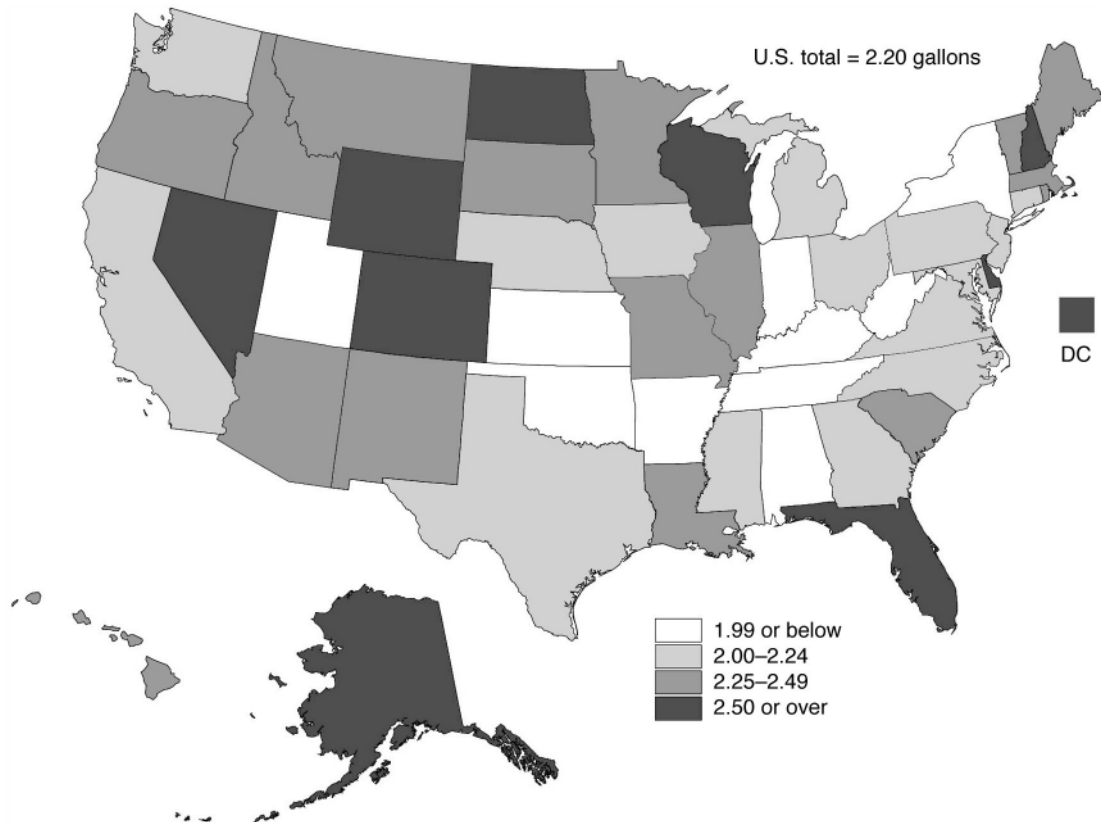 U.S. total = 2.20 gallons
DC
1.99 or below
2.00–2.24
2.25–2.49
2.50 or over